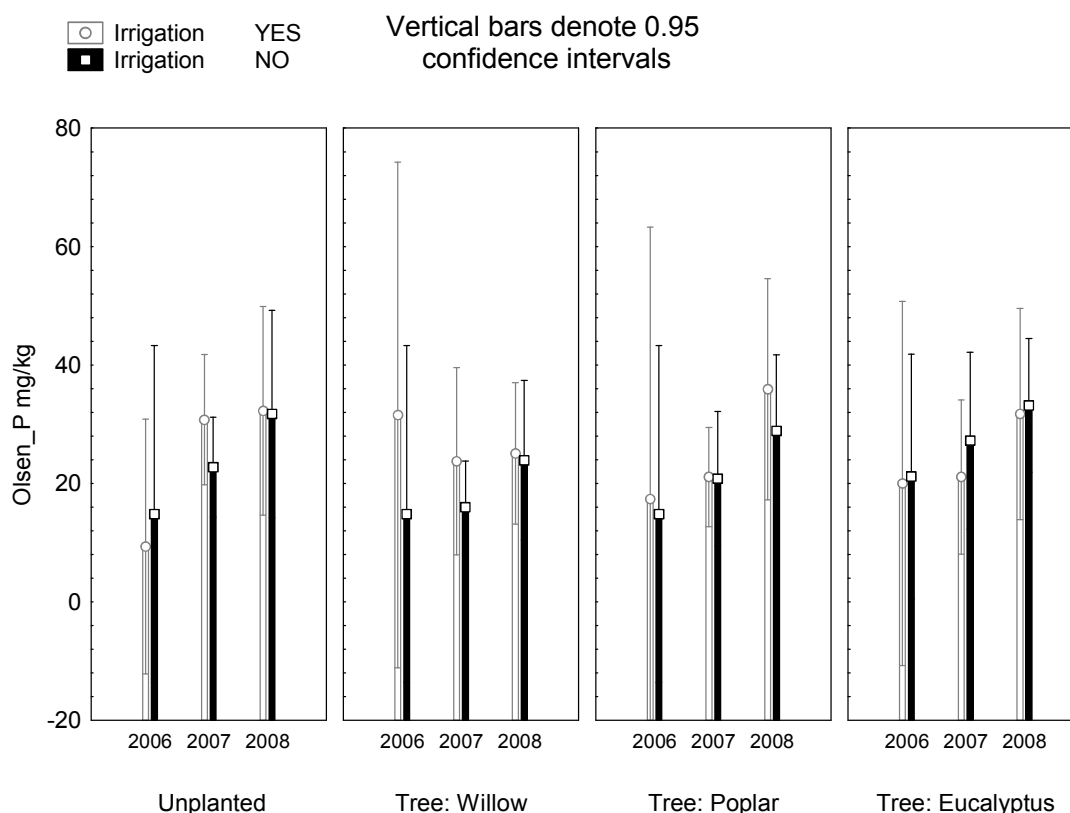 Irrigation YES
Irrigation NO
Vertical bars denote 0.95
confidence intervals
Olsen_P mg/kg
80
60
40
20
0
-20
2006 2007 2008
2006 2007 2008
2006 2007 2008
2006 2007 2008
Unplanted
Tree: Willow
Tree: Poplar
Tree: Eucalyptus